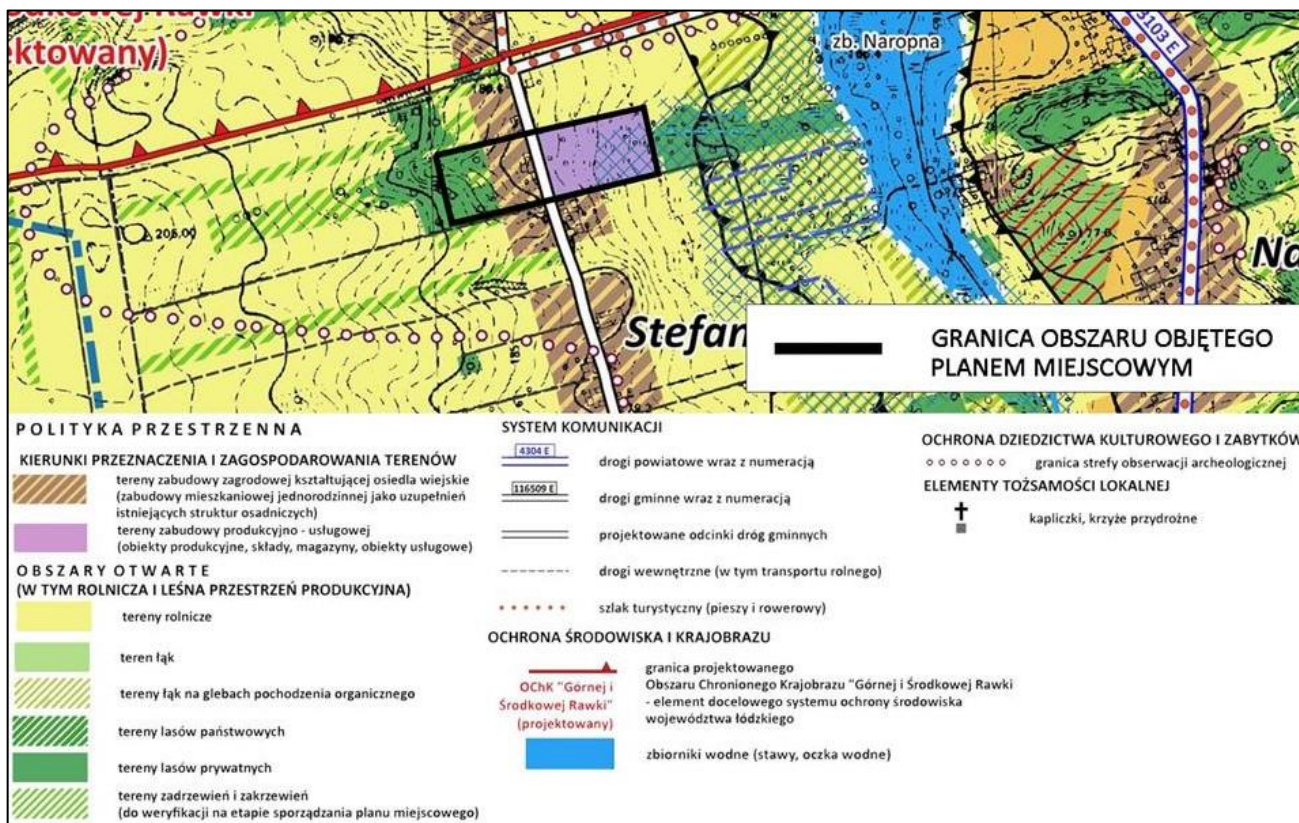 dkowej Rawki
ektowany)
zb. Naropna
3103 E
206.00
185
Stefan
Na
GRANICA OBSZARU OBJĘTEGO
PLANEM MIEJSCOWYM
POLITYKA PRZESTRZENNA
KIERUNKI PRZEZNACZENIA I ZAGOSPODAROWANIA TERENÓW
tereny zabudowy zagrodowej kształtującej osiedla wiejskie
(zabudowy mieszkaniowej jednorodzinnej jako uzupełnień
istniejących struktur osadniczych)
tereny zabudowy produkcyjno - usługowej
(obiekty produkcyjne, składy, magazyny, obiekty usługowe)
OBSZARY OTWARTE
(W TYM ROLNICZA I LEŚNA PRZESTRZEŃ PRODUKCYJNA)
tereny rolnicze
teren łąk
tereny łąk na glebach pochodzenia organicznego
tereny lasów państwowych
tereny lasów prywatnych
tereny zadrzewień i zakrzewień
(do weryfikacji na etapie sporządzania planu miejscowego)
SYSTEM KOMUNIKACJI
4304 E
drogi powiatowe wraz z numeracją
116509 E
drogi gminne wraz z numeracją
projektowane odcinki dróg gminnych
drogi wewnętrzne (w tym transportu rolnego)
szlak turystyczny (pieszy i rowerowy)
OCHRONA ŚRODOWISKA I KRAJOBRAZU
OChK "Górnej i
Środkowej Rawki"
(projektowany)
granica projektowanego
Obszaru Chronionego Krajobrazu "Górnej i Środkowej Rawki
- element docelowego systemu ochrony środowiska
województwa łódzkiego
zbiorniki wodne (stawy, oczka wodne)
OCHRONA DZIEDZICTWA KULTUROWEGO I ZABYTKÓW
granica strefy obserwacji archeologicznej
ELEMENTY TOŻSAMOŚCI LOKALNEJ
kapliczki, krzyże przydrożne